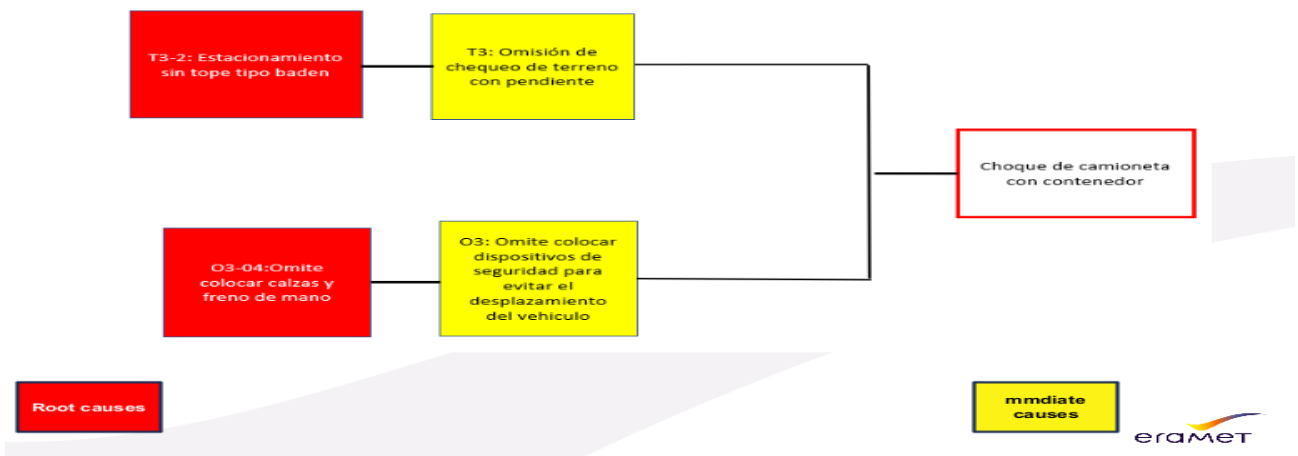 T3-2: Estacionamiento
sin tope tipo baden
T3: Omisión de
chequeo de terreno
con pendiente
Choque de camioneta
con contenedor
O3-04:Omite
colocar calzas y
freno de mano
O3: Omite colocar
dispositivos de
seguridad para
evitar el
desplazamiento
del vehiculo
Root causes
mmdiate
causes
eramet